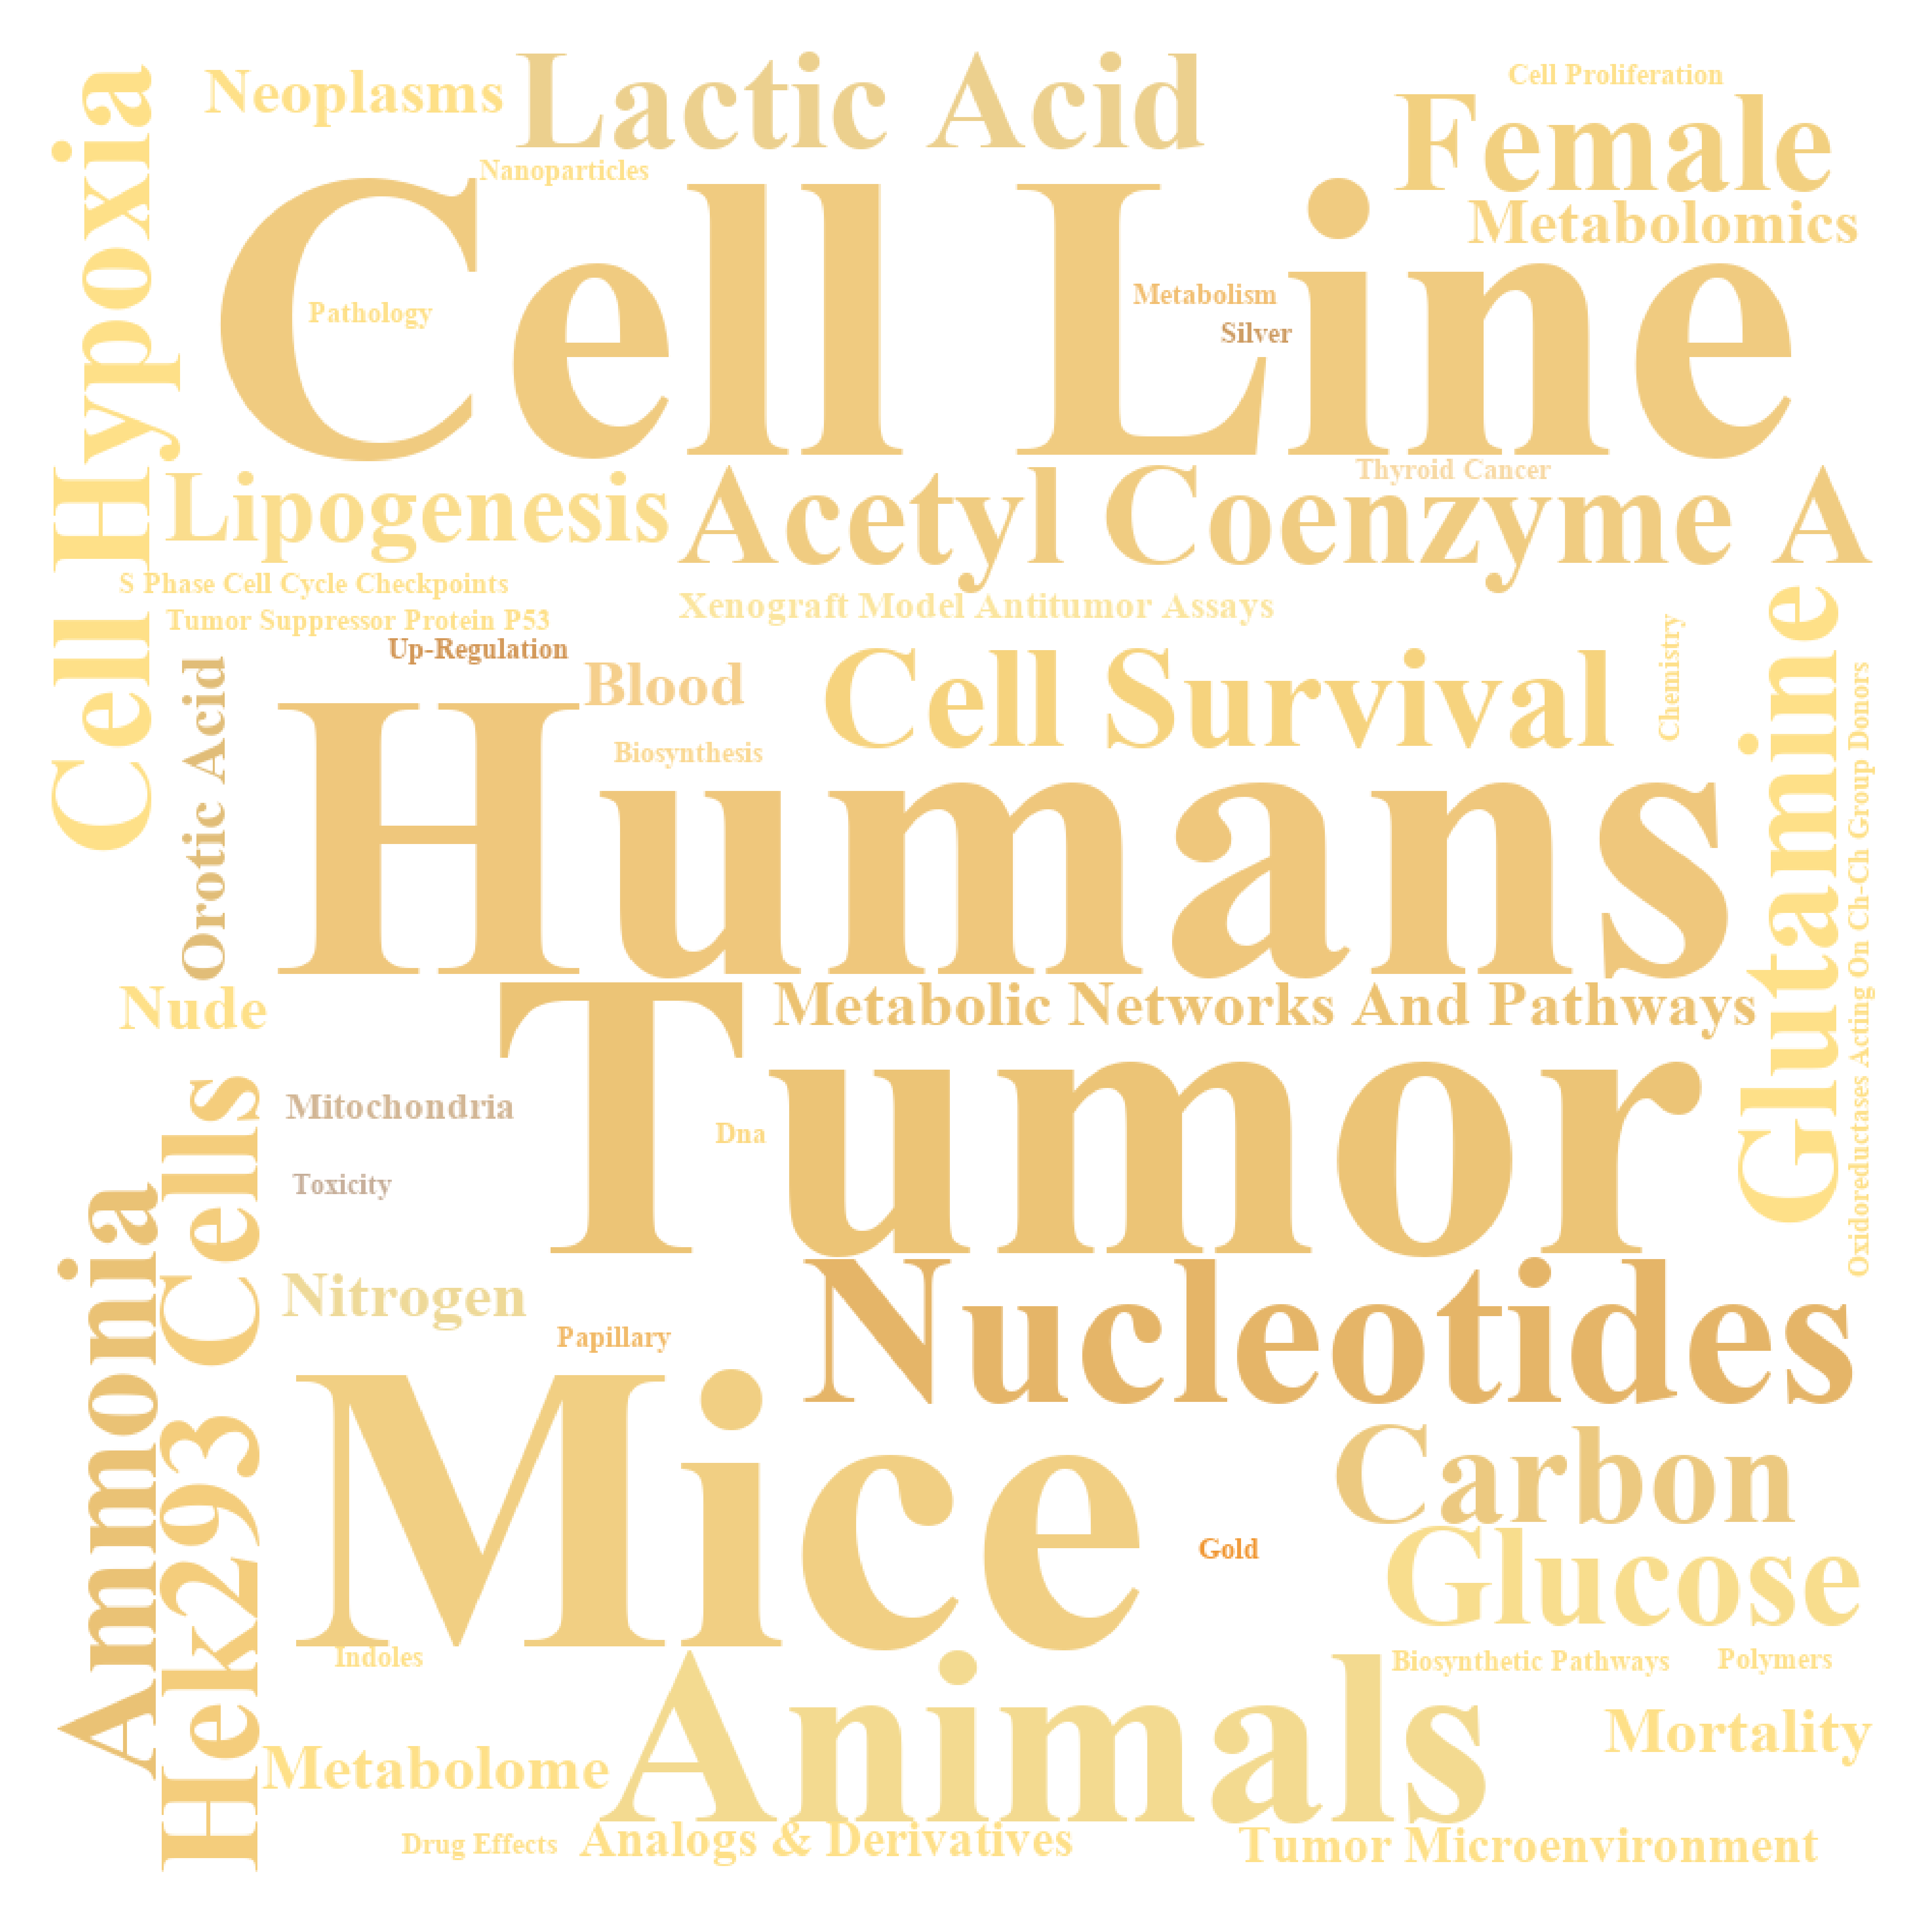 Cell Proliferation
Neoplasms
Lactic Acid
Female
Nanoparticles
Metabolomics
Cell Line
Pathology
Metabolism
Silver
Cell Hypoxia
Thyroid Cancer
Lipogenesis
Acetyl Coenzyme A
S Phase Cell Cycle Checkpoints
Xenograft Model Antitumor Assays
Tumor Suppressor Protein P53
Up-Regulation
Blood
Cell Survival
Chemistry
Biosynthesis
Orotic Acid
Humans
Glutamine
Oxidoreductases Acting On Ch-Ch Group Donors
Nude
Metabolic Networks And Pathways
Tumor
Mitochondria
Dna
Toxicity
Ammonia
Hek293 Cells
Nitrogen
Nucleotides
Papillary
Mice
Carbon
Gold
Glucose
Indoles
Biosynthetic Pathways
Polymers
Animals
Mortality
Metabolome
Drug Effects
Analogs & Derivatives
Tumor Microenvironment